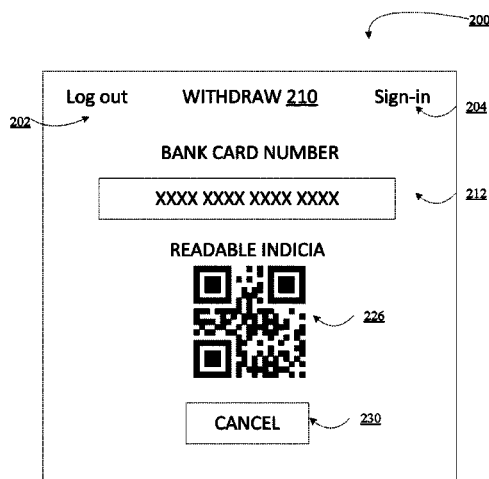 200
Log out WITHDRAW 210 Sign-in
202 204
BANK CARD NUMBER
XXXX XXXX XXXX XXXX 212
READABLE INDICIA
226
CANCEL 230